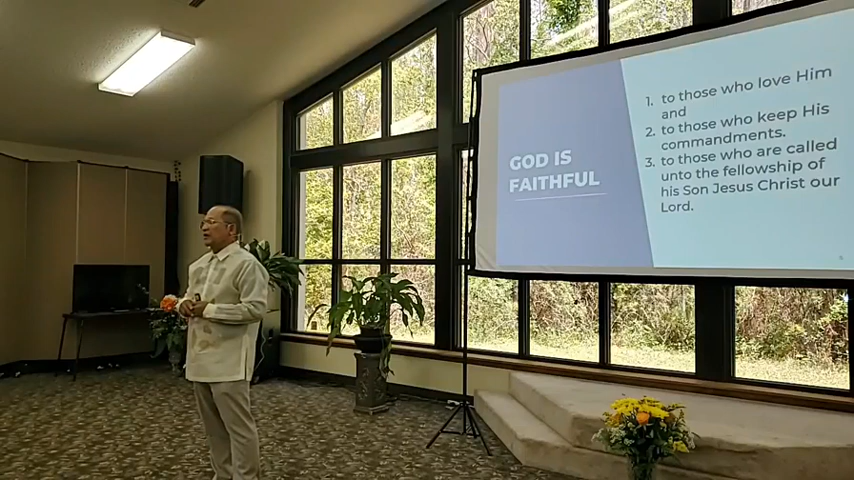 GOD IS
FAITHFUL
1. to those who love Him
and
2. to those who keep His
commandments.
3. to those who are called
unto the fellowship of
His Son Jesus Christ our
Lord.